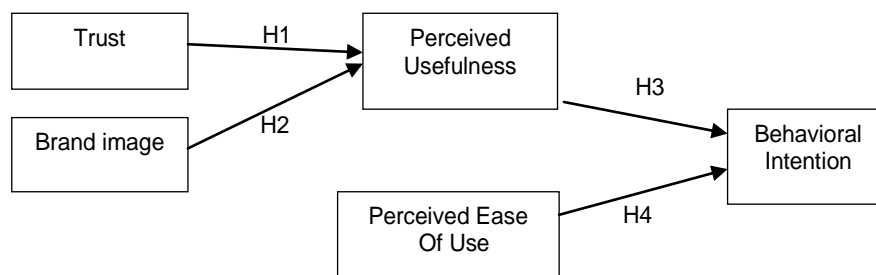 Trust
H1
Perceived
Usefulness
H3
Brand image
H2
Behavioral
Intention
Perceived Ease
Of Use
H4